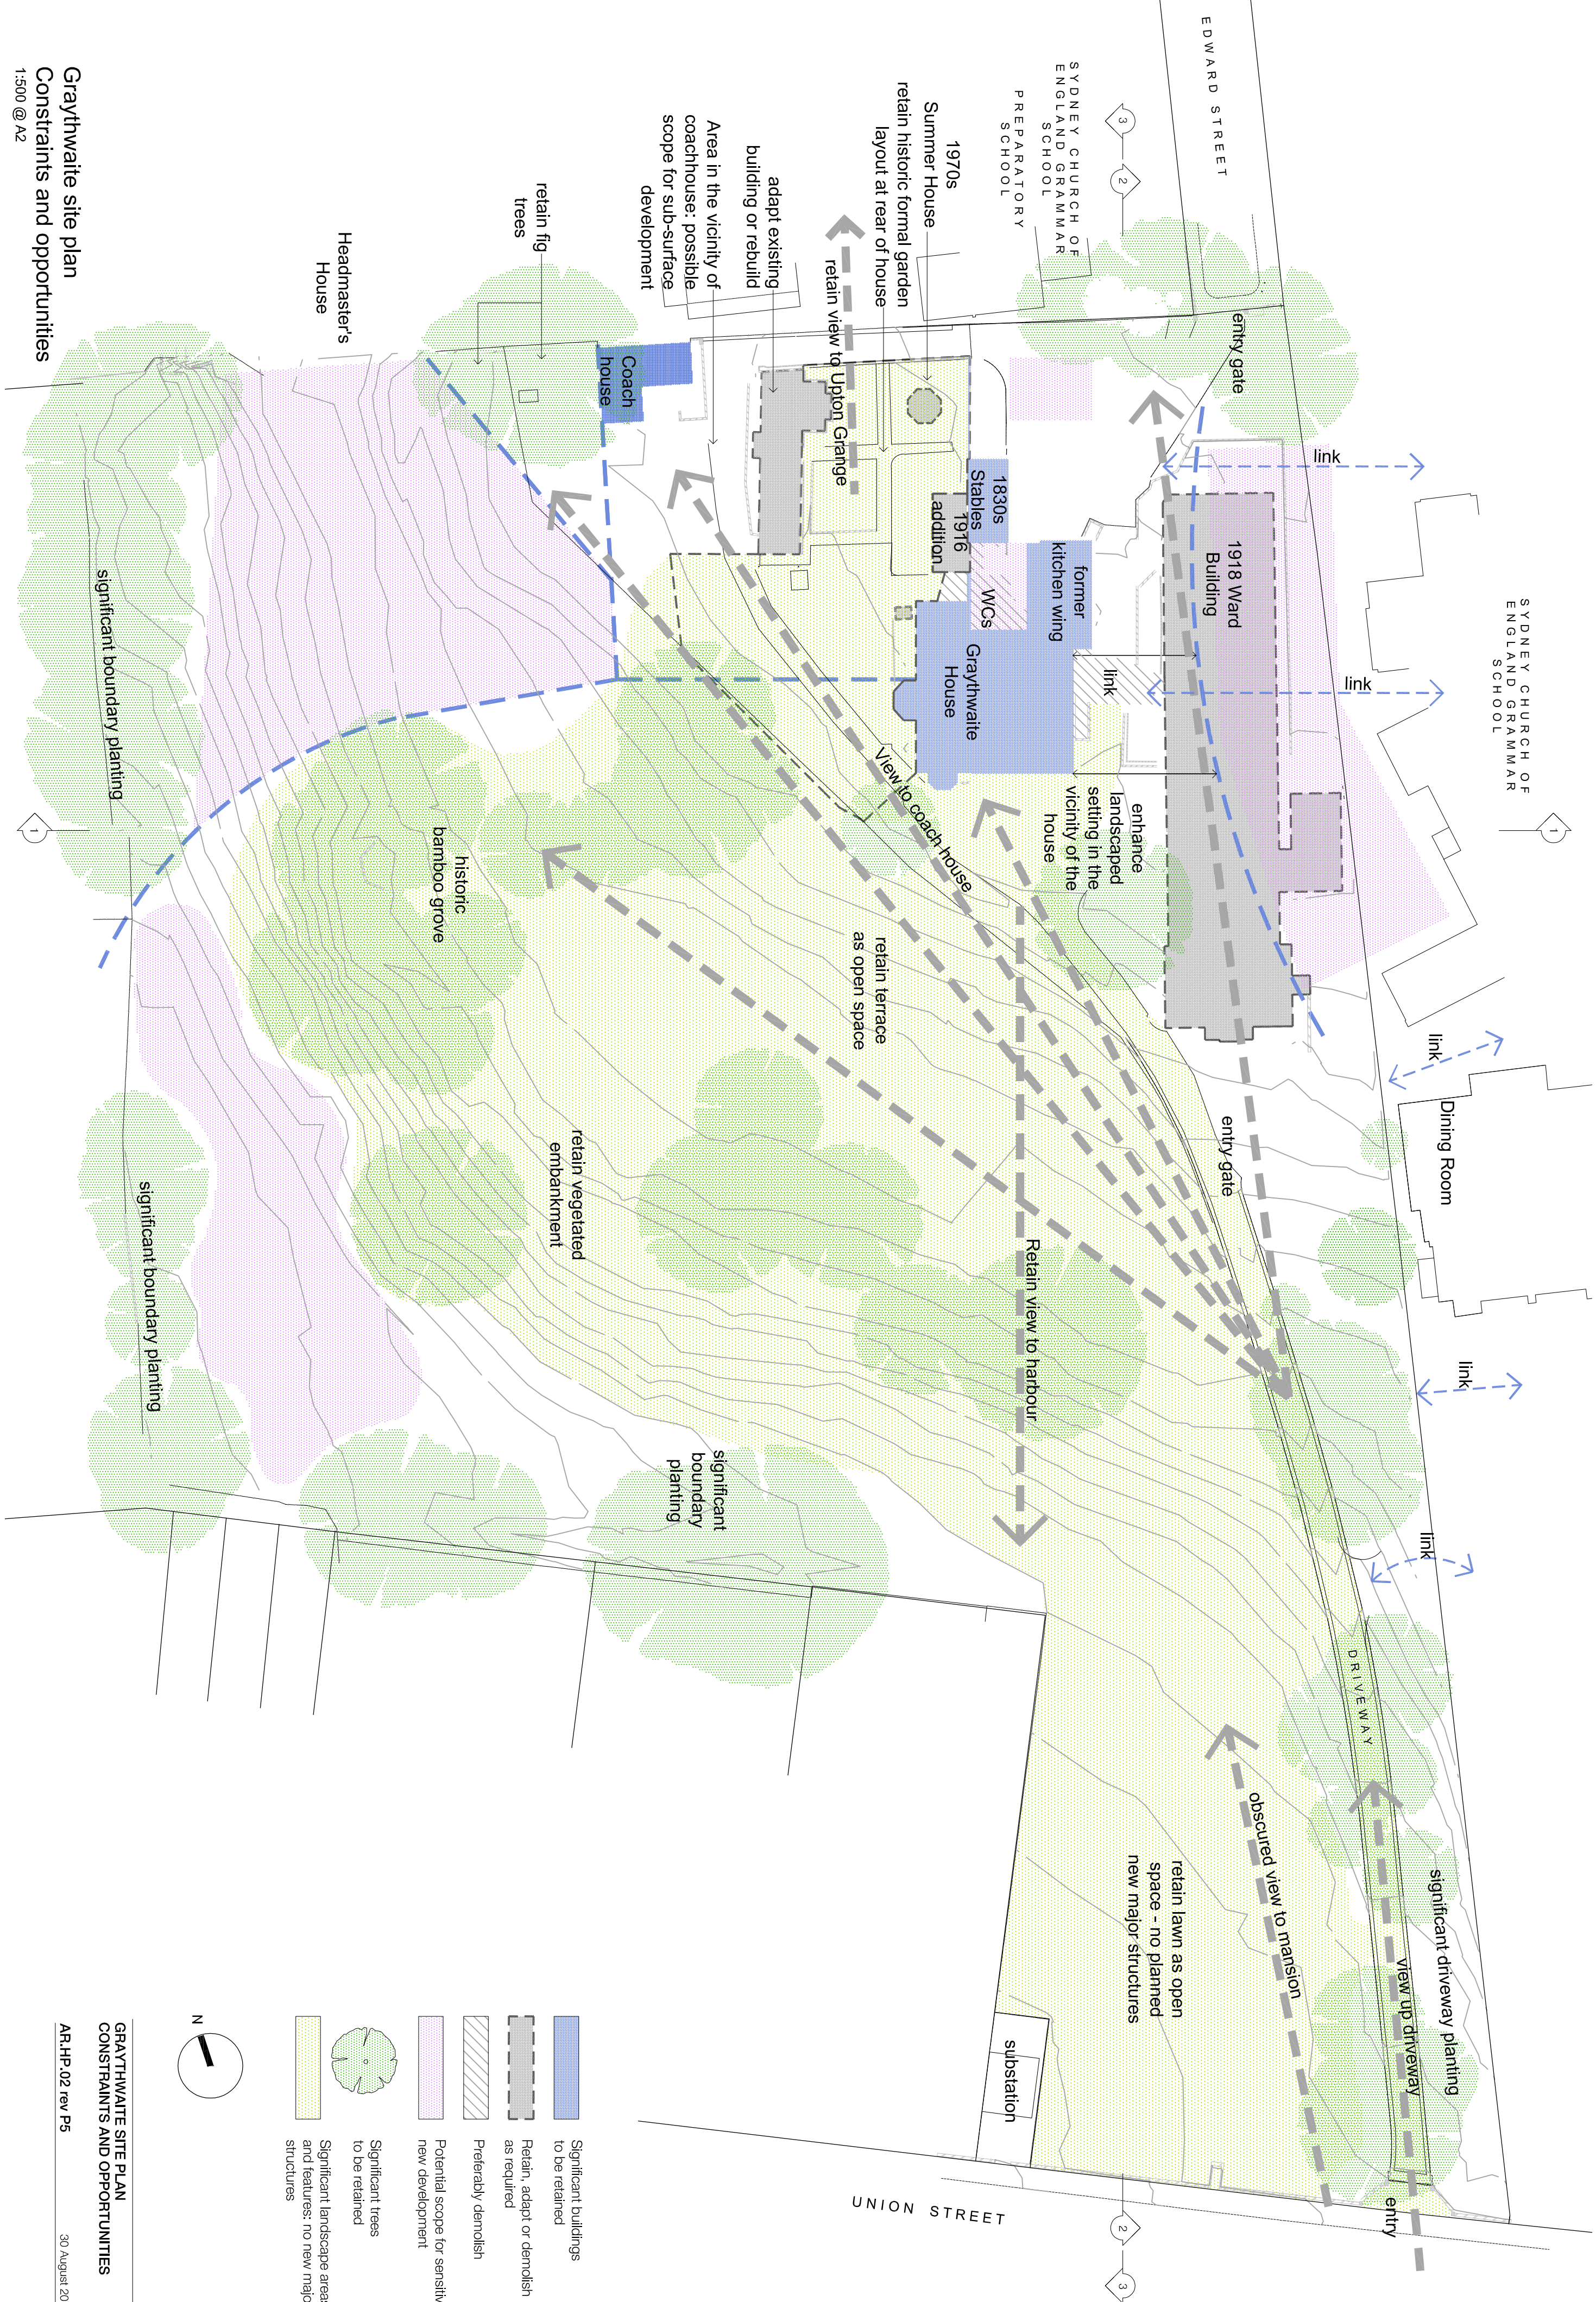 EDWARD STREET
SYDNEY CHURCH OF
ENGLAND GRAMMAR
SCHOOL
PREPARATORY
SCHOOL
3
2
1970s
Summer House
retain historic formal garden
layout at rear of house
adapt existing
building or rebuild
Area in the vicinity of
coachhouse: possible
scope for sub-surface
development
retain fig
trees
Headmaster's
House
Graythwaite site plan
Constraints and opportunities
1:500 @ A2
SYDNEY CHURCH OF
ENGLAND GRAMMAR
SCHOOL
1
entry gate
link
link
1918 Ward
Building
retain view to Upton Grange
Coach
house
1830s
Stables
1916
addition
WCs
former
kitchen wing
Graythwaite
House
link
enhance
landscaped
setting in the
vicinity of the
house
View to coach house
significant boundary planting
1
historic
bamboo grove
retain terrace
as open space
link
Dining Room
entry gate
link
link
retain vegetated
embankment
Retain view to harbour
significant boundary planting
significant
boundary
planting
DRIVEWAY
obscured view to mansion
significant driveway planting
view up driveway
retain lawn as open
space - no planned
new major structures
substation
entry
UNION STREET
2
3
Significant buildings
to be retained
Retain, adapt or demolish
as required
Preferably demolish
Potential scope for sensitiv
new development
Significant trees
to be retained
Significant landscape areas
and features: no new majo
structures
N
GRAYTHWAITE SITE PLAN
CONSTRAINTS AND OPPORTUNITIES
AR.HP.02 rev P5
30 August 20